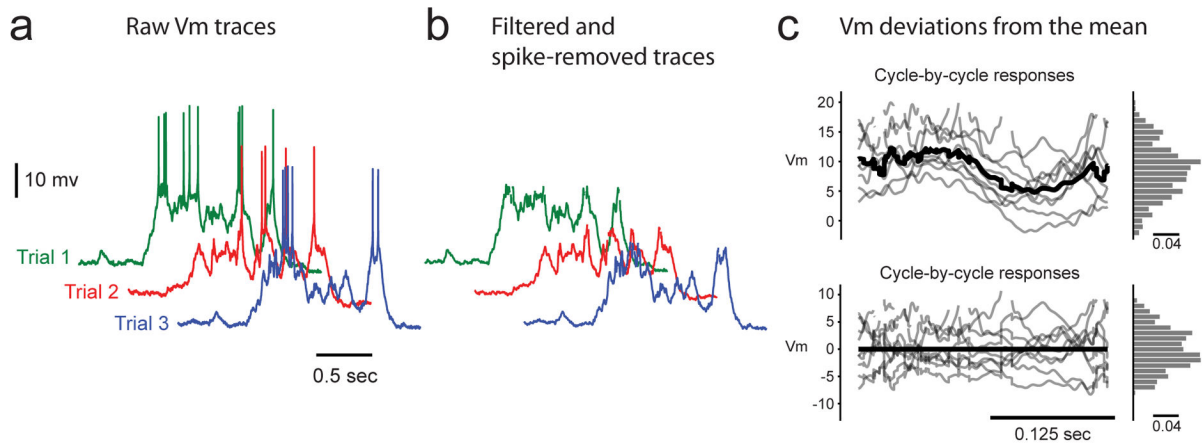 a
Raw Vm traces
10 mv
Trial 1
Trial 2
Trial 3
0.5 sec
b
Filtered and
spike-removed traces
c
Vm deviations from the mean
Cycle-by-cycle responses
20
15
Vm
10
5
0
0.04
Cycle-by-cycle responses
10
5
Vm
0
-5
-10
0.125 sec
0.04